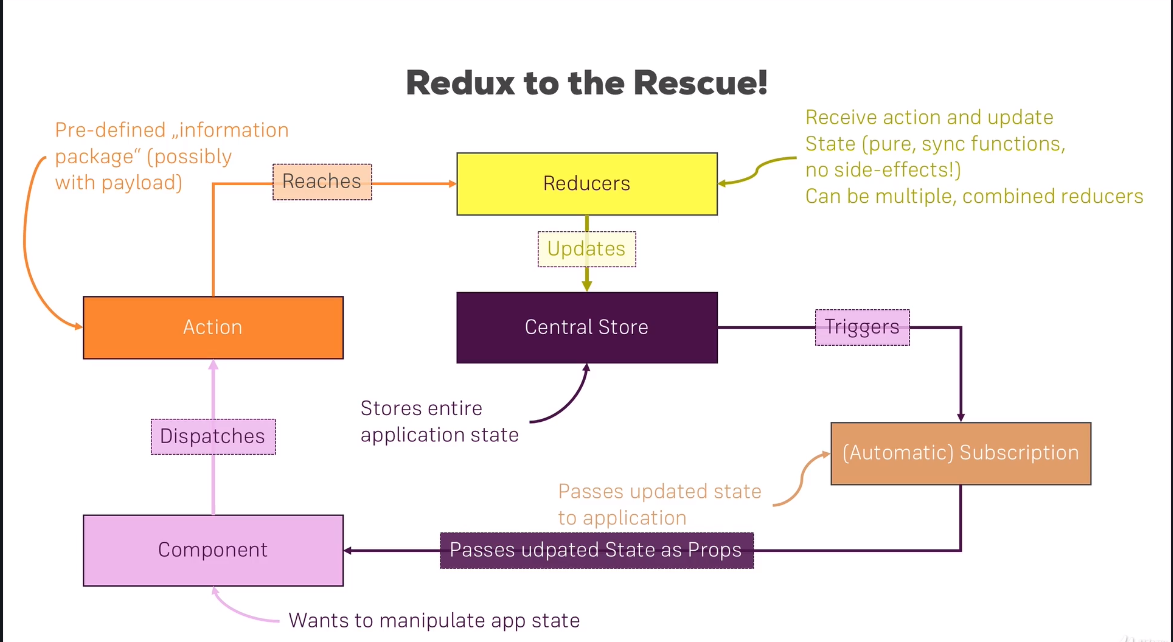 Redux to the Rescue!
Pre-defined „information
package“ (possibly
with payload)
Reaches
Reducers
Receive action and update
State (pure, sync functions,
no side-effects!)
Can be multiple, combined reducers
Updates
Action
Central Store
Triggers
Stores entire
application state
Dispatches
(Automatic) Subscription
Passes updated state
to application
Component
Passes udpated State as Props
Wants to manipulate app state